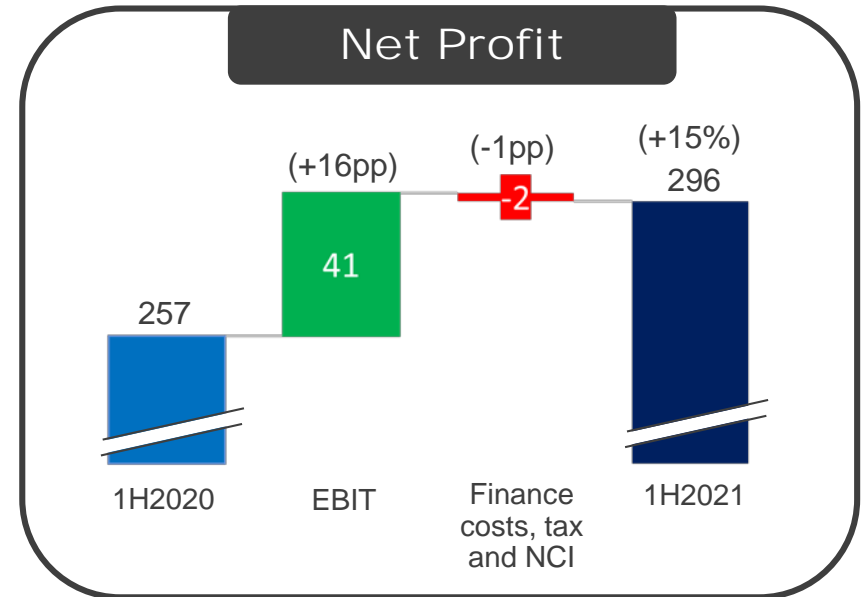 Net Profit
(+16pp)
(-1pp)
(+15%)
257
41
-2
296
1H2020
EBIT
Finance
costs, tax
and NCI
1H2021